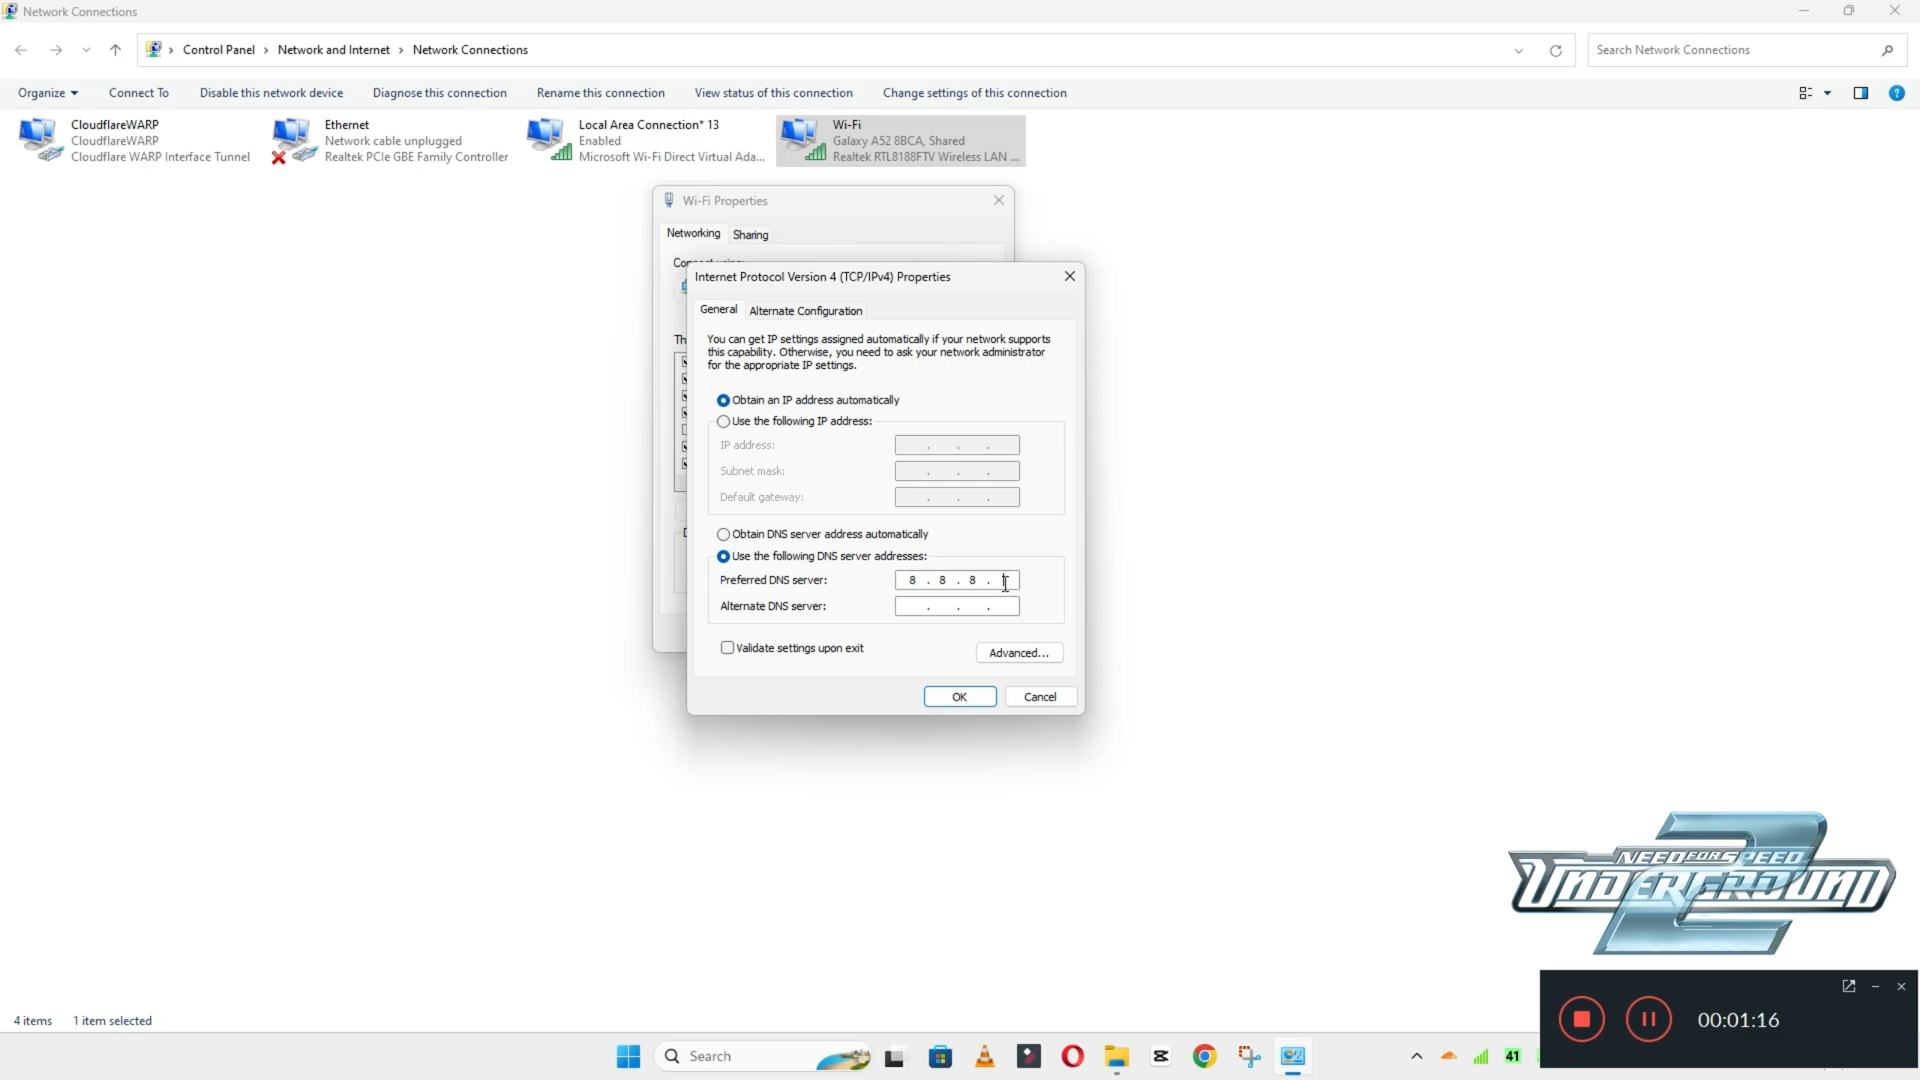 Network Connections
Control Panel > Network and Internet > Network Connections
Search Network Connections
Organize
Connect To
Disable this network device
Diagnose this connection
Rename this connection
View status of this connection
Change settings of this connection
CloudflareWARP
CloudflareWARP
Cloudflare WARP Interface Tunnel
Ethernet
Network cable unplugged
Realtek PCIe GBE Family Controller
Local Area Connection* 13
Enabled
Microsoft Wi-Fi Direct Virtual Ada...
Wi-Fi
Galaxy A52 8BCA, Shared
Realtek RTL8188FTV Wireless LAN ...
Wi-Fi Properties
Networking
Sharing
Internet Protocol Version 4 (TCP/IPv4) Properties
General
Alternate Configuration
You can get IP settings assigned automatically if your network supports
this capability. Otherwise, you need to ask your network administrator
for the appropriate IP settings.
Obtain an IP address automatically
Use the following IP address:
IP address:
. . .
Subnet mask:
. . .
Default gateway:
. . .
Obtain DNS server address automatically
Use the following DNS server addresses:
Preferred DNS server:
8 . 8 . 8 .
Alternate DNS server:
. . .
Validate settings upon exit
Advanced...
OK
Cancel
NEED FOR SPEED
UNDERGROUND
2
00:01:16
4 items
1 item selected
Search
41